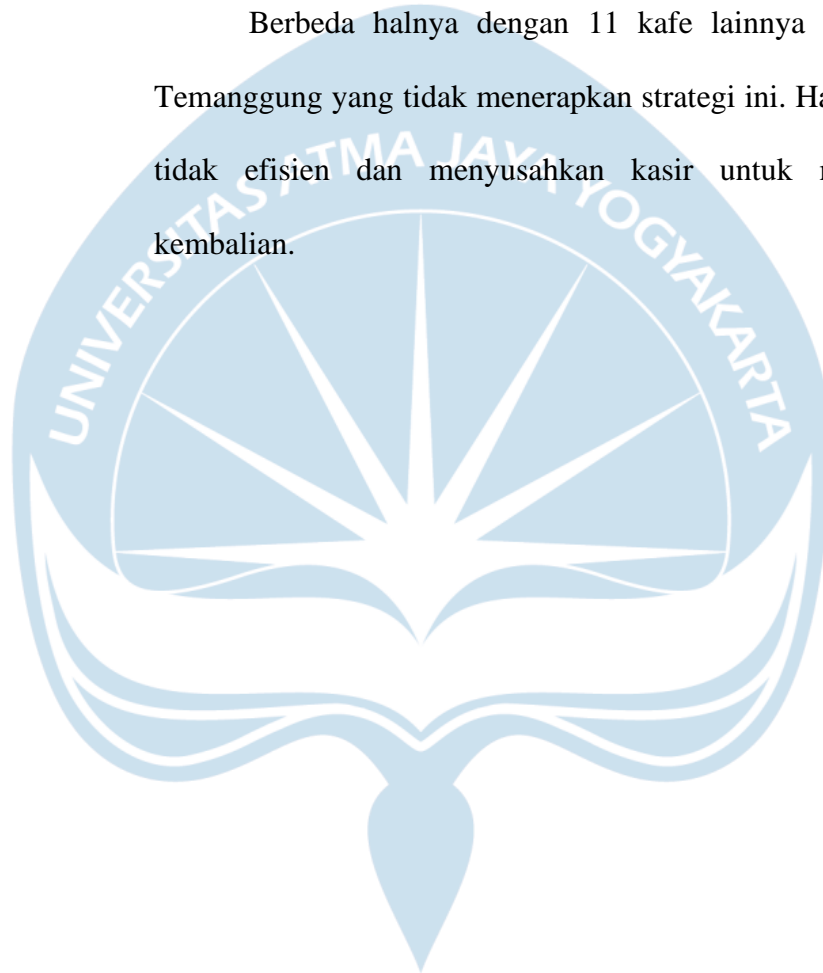 Berbeda halnya dengan 11 kafe lainnya
Temanggung yang tidak menerapkan strategi ini.
tidak efisien dan menyusahkan kasir untuk
kembalian.
UNIVERSITAS ATMA JAYA YOGYAKARTA